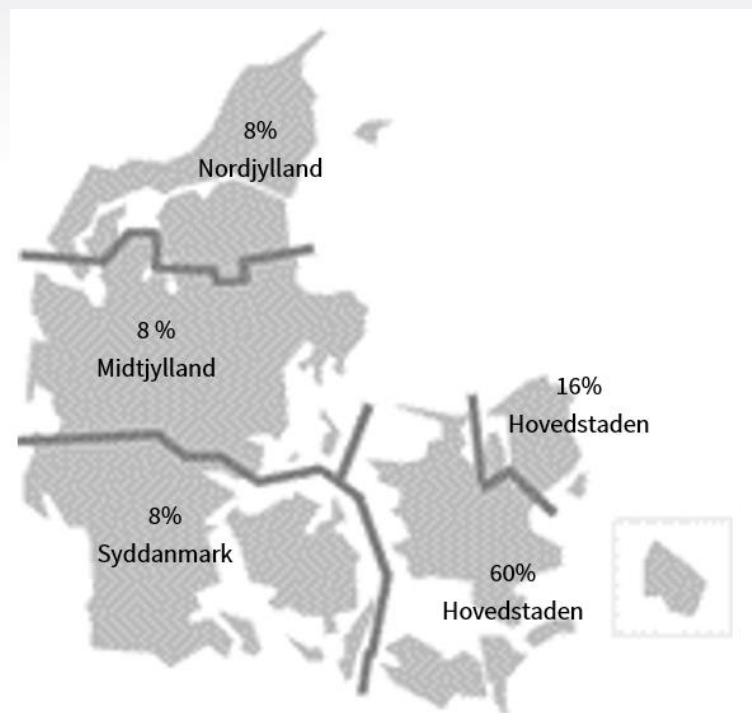 8%
Nordjylland
8 %
Midtjylland
16%
Hovedstaden
8%
Syddanmark
60%
Hovedstaden